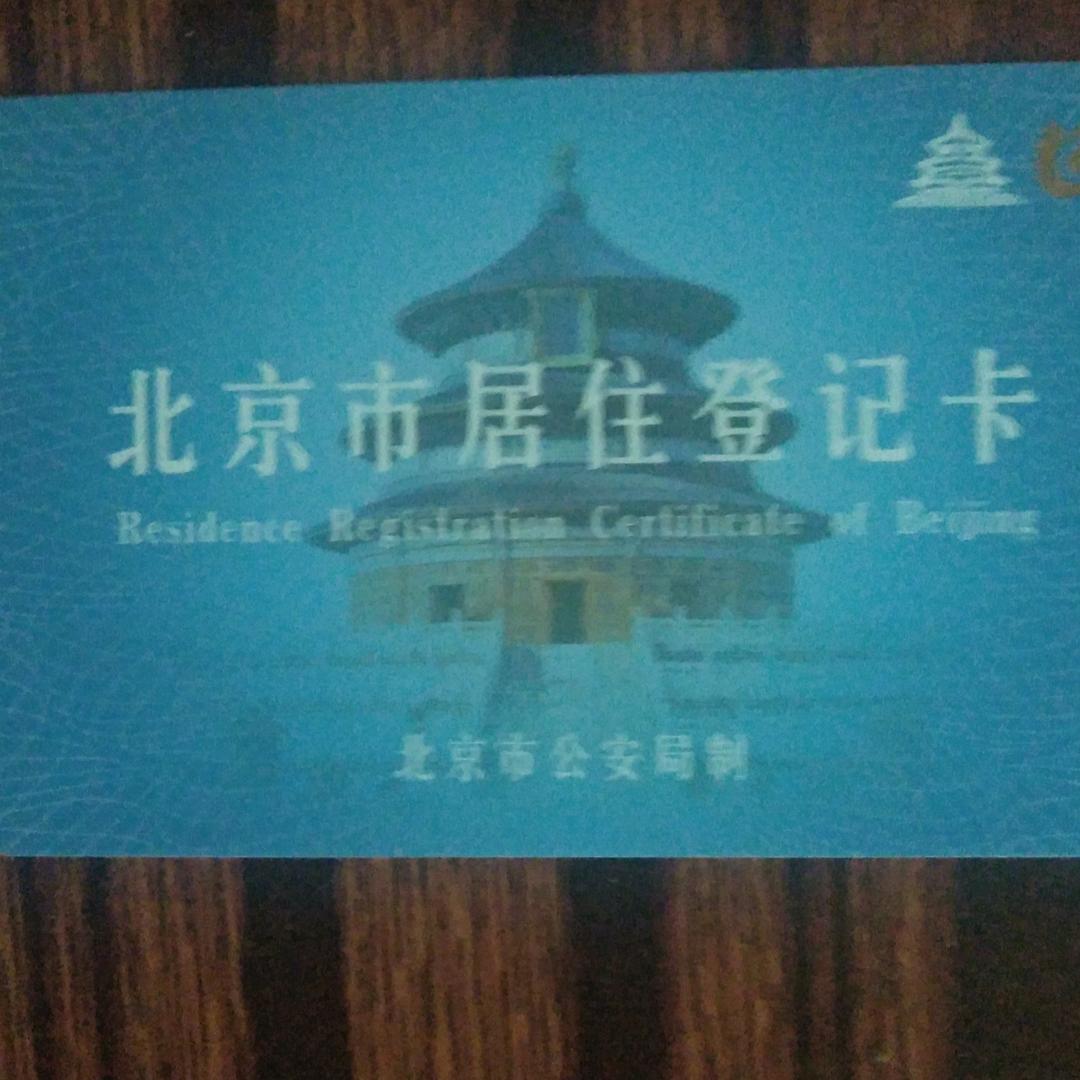 北京市居住登记卡
Residence Registration Certificate of Beijing
北京市公安局制